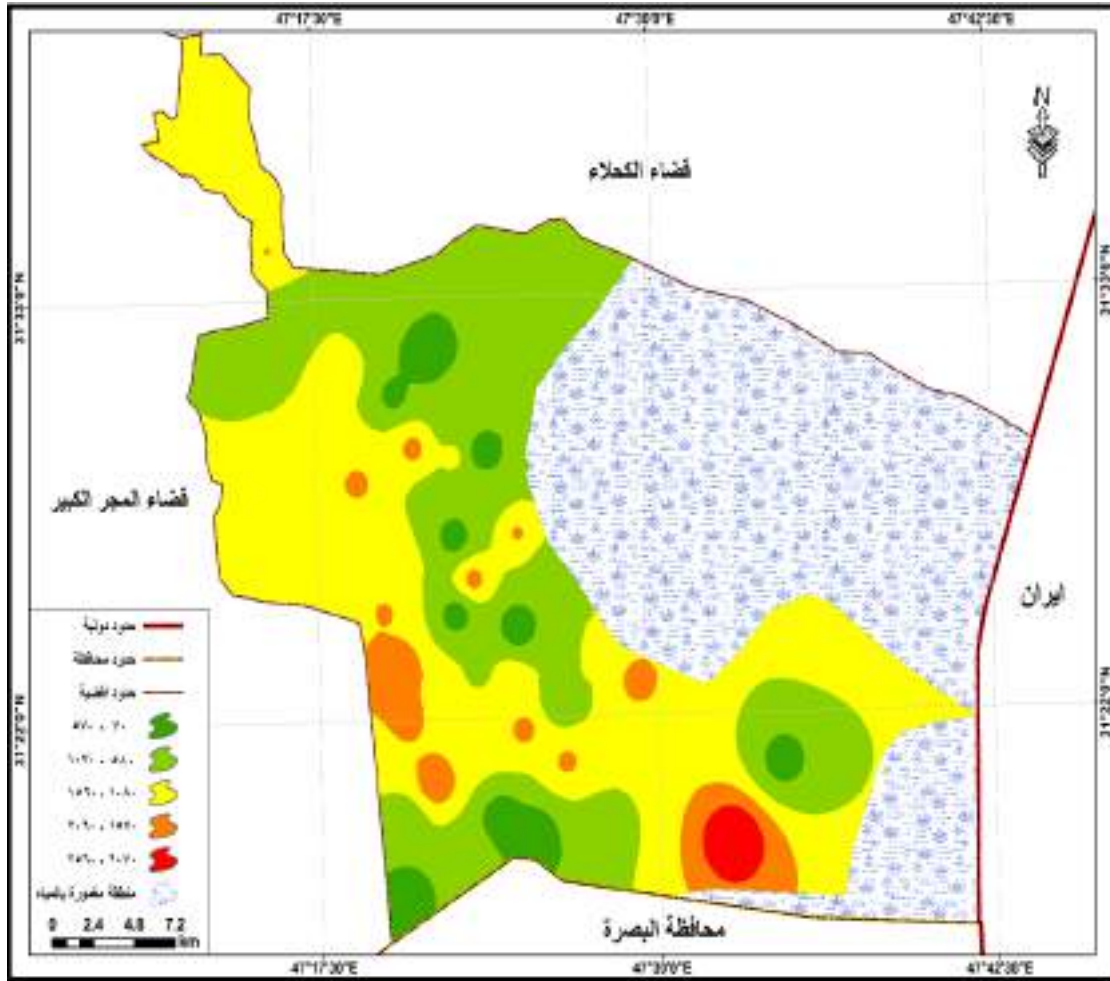 47°17'30"E
47°30'0"E
47°42'30"E
N
قضاء الكحلاء
31°33'0"N
31°33'0"N
قضاء المجر الكبير
ايران
حدود دولية
حدود محافظة
حدود اقضية
منطقة مغمورة بالمياه
0 2.4 4.8 7.2
km
31°22'0"N
31°22'0"N
محافظة البصرة
47°17'30"E
47°30'0"E
47°42'30"E